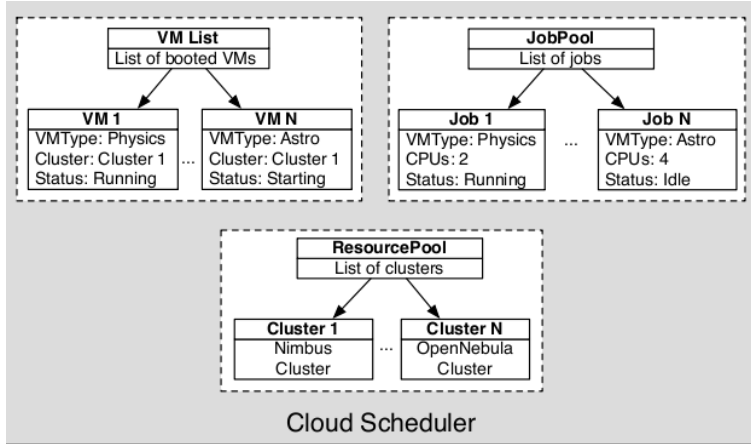 VM List
List of booted VMs
VM 1
VMType: Physics
Cluster: Cluster 1
Status: Running
...
VM N
VMType: Astro
Cluster: Cluster 1
Status: Starting
JobPool
List of jobs
Job 1
VMType: Physics
CPUs: 2
Status: Running
...
Job N
VMType: Astro
CPUs: 4
Status: Idle
ResourcePool
List of clusters
Cluster 1
Nimbus
Cluster
...
Cluster N
OpenNebula
Cluster
Cloud Scheduler